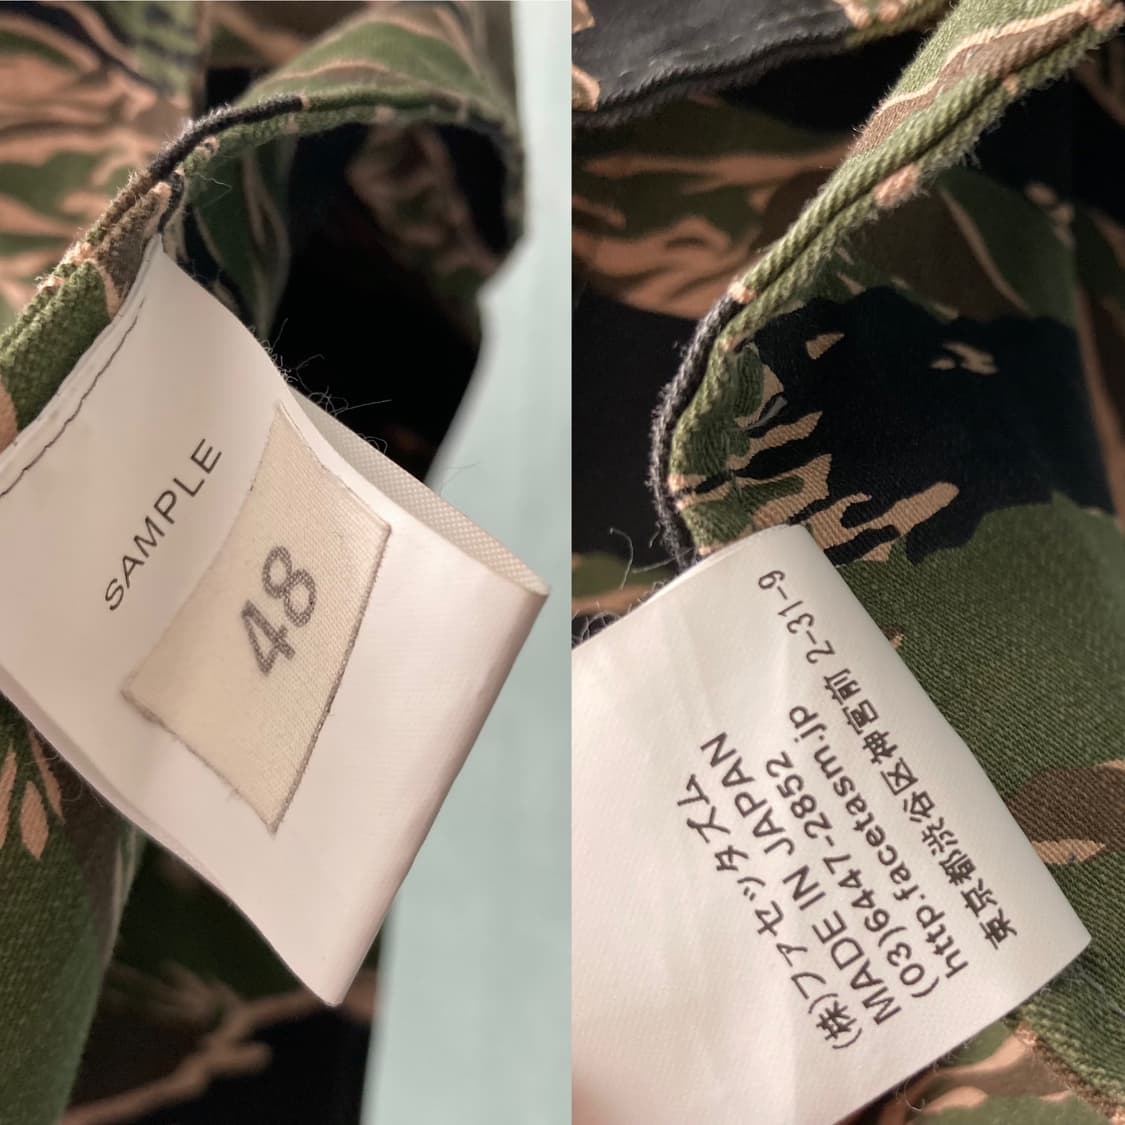 SAMPLE
48
(株)ファセッタズム
MADE IN JAPAN
(03)6447-2852
http.facetasm.jp
東京都渋谷区神宮前 2-31-9